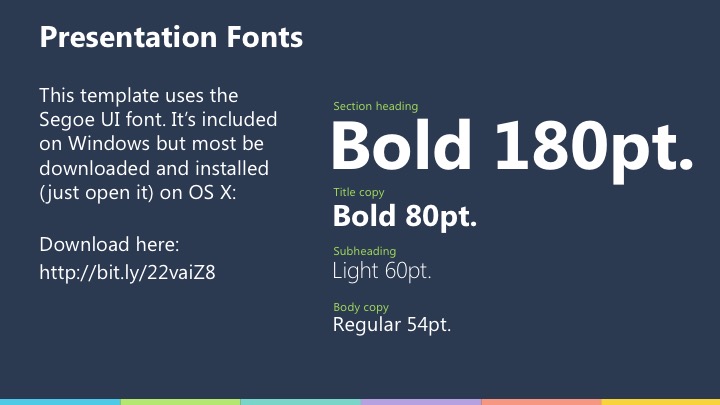 Presentation Fonts
This template uses the
Segoe UI font. It's included
on Windows but most be
downloaded and installed
(just open it) on OS X:
Download here:
http://bit.ly/22vaiZ8
Section heading
Bold 180pt.
Title copy
Bold 80pt.
Subheading
Light 60pt.
Body copy
Regular 54pt.